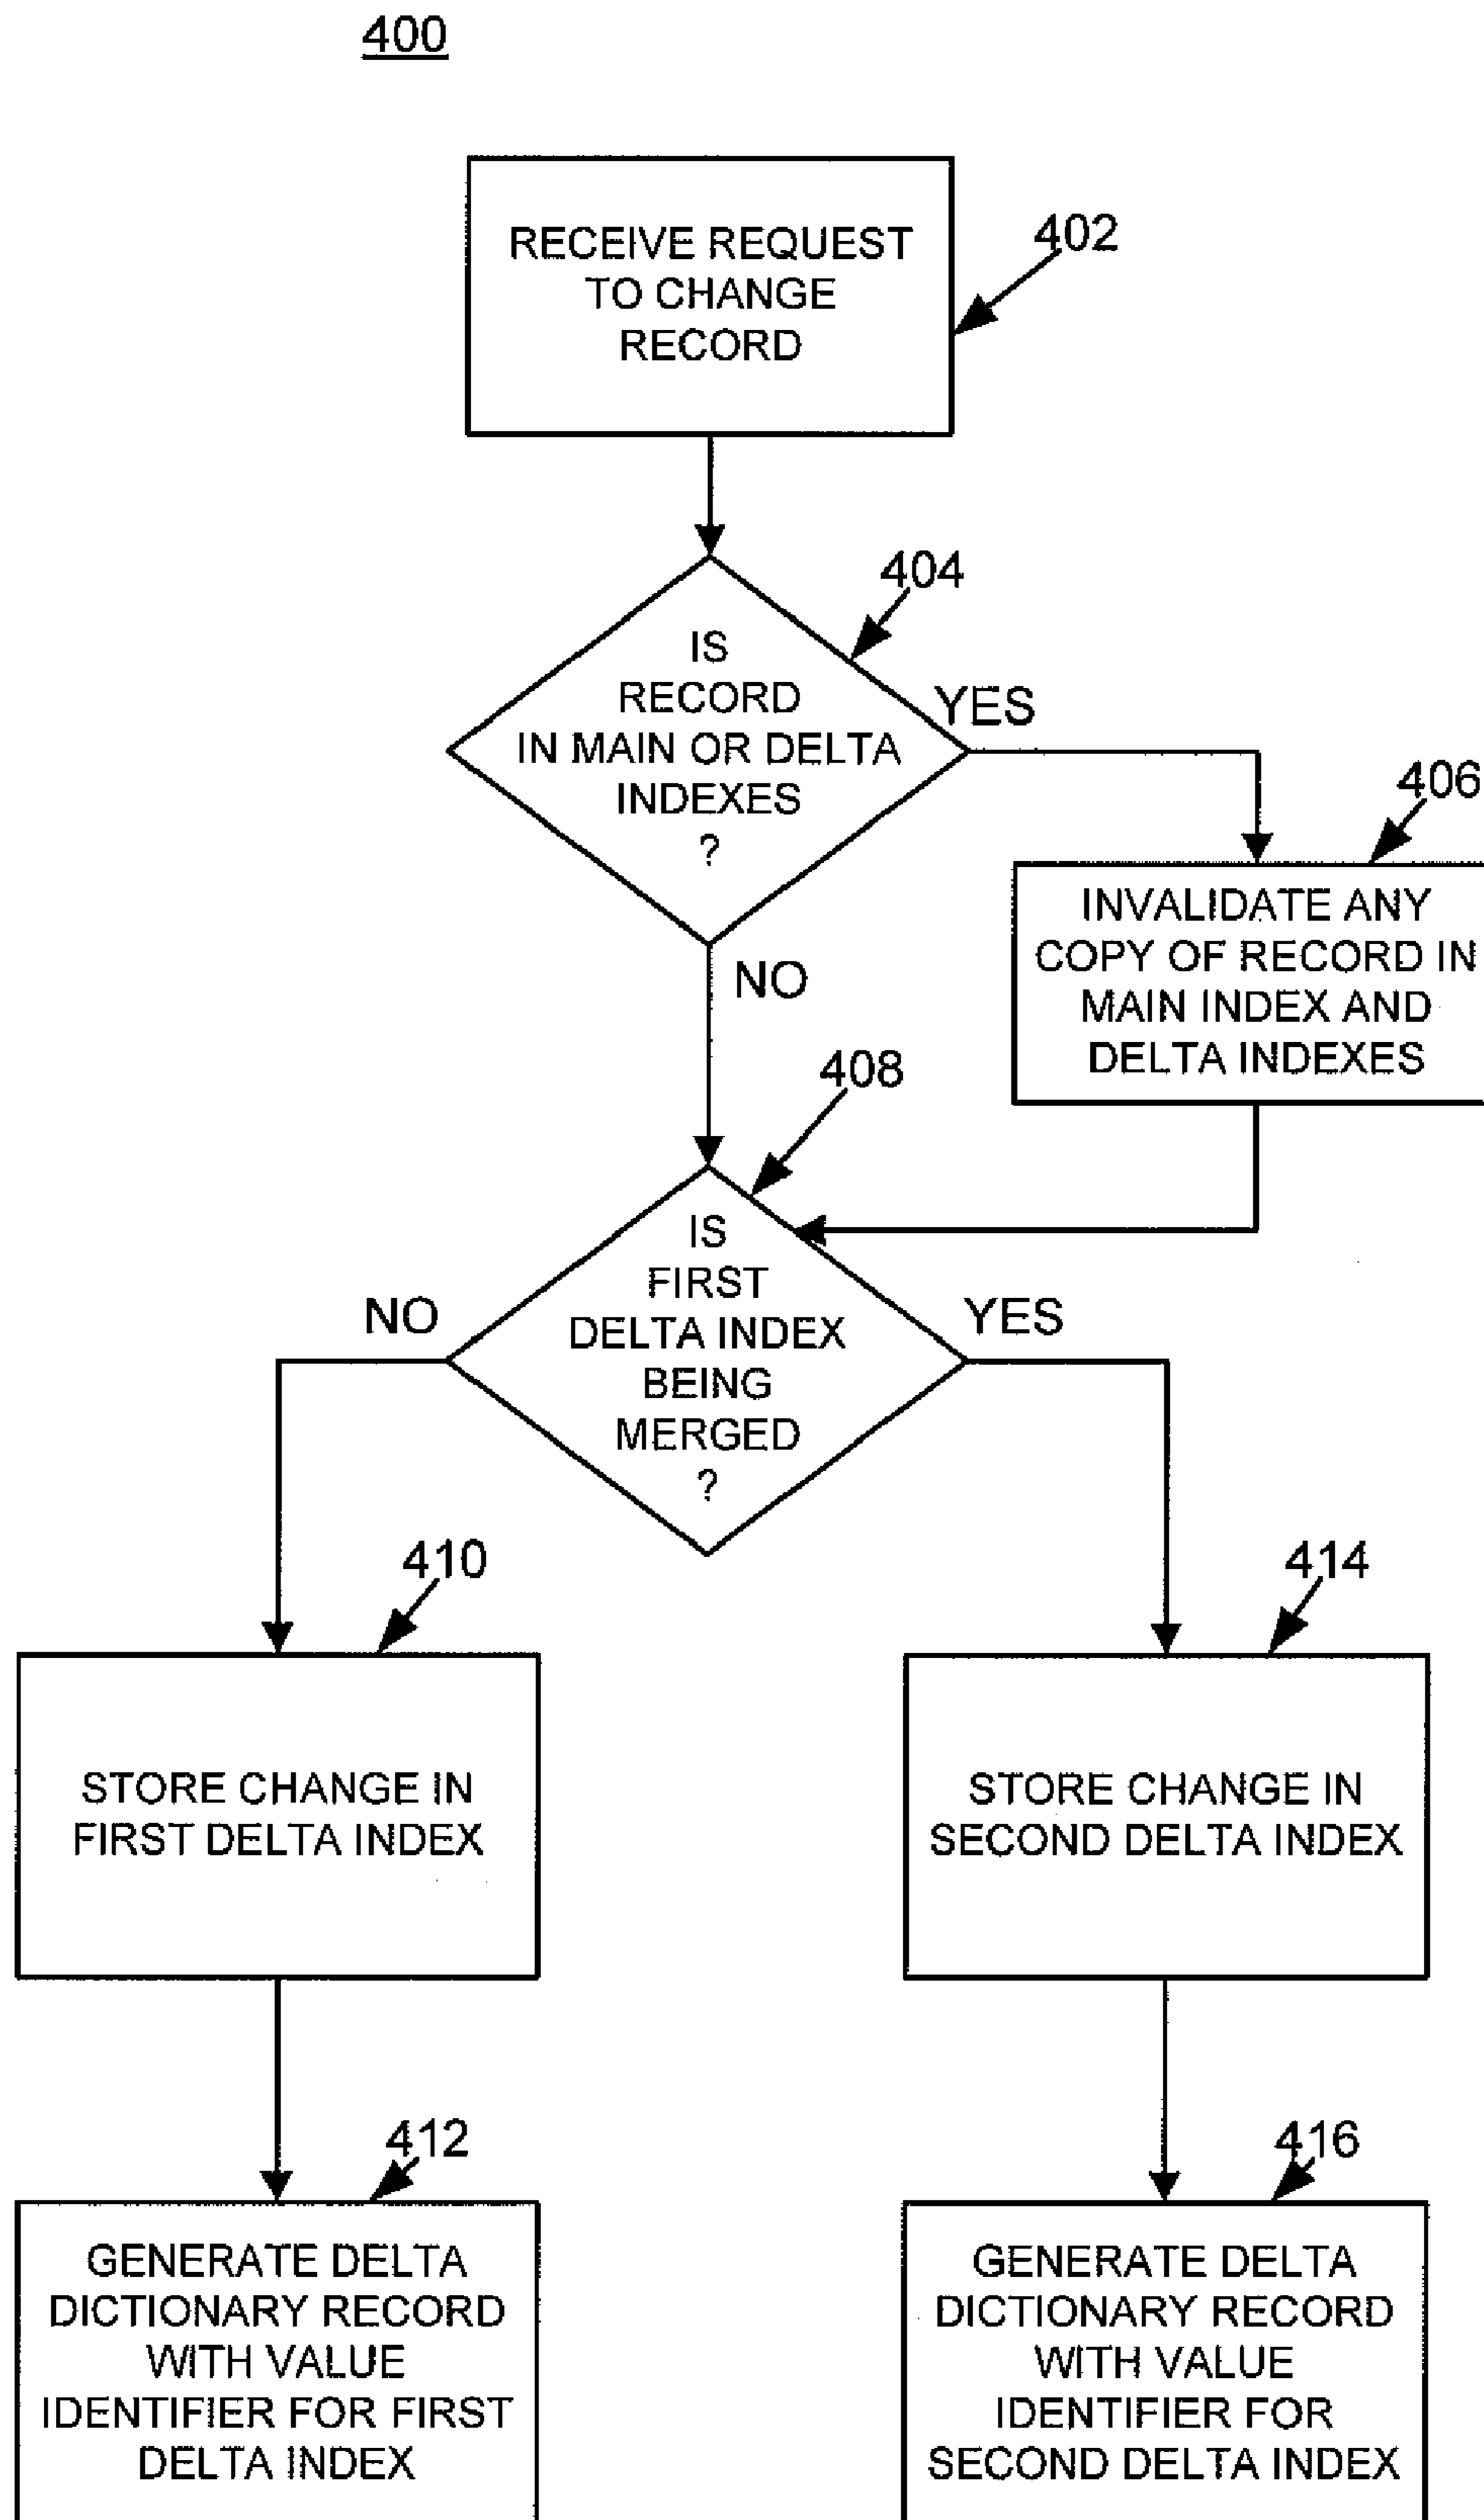 400
RECEIVE REQUEST
TO CHANGE
RECORD
402
404
IS
RECORD
IN MAIN OR DELTA
INDEXES
?
YES
406
INVALIDATE ANY
COPY OF RECORD IN
MAIN INDEX AND
DELTA INDEXES
NO
408
IS
FIRST
DELTA INDEX
BEING
MERGED
?
NO
YES
410
414
STORE CHANGE IN
FIRST DELTA INDEX
STORE CHANGE IN
SECOND DELTA INDEX
412
416
GENERATE DELTA
DICTIONARY RECORD
WITH VALUE
IDENTIFIER FOR FIRST
DELTA INDEX
GENERATE DELTA
DICTIONARY RECORD
WITH VALUE
IDENTIFIER FOR
SECOND DELTA INDEX